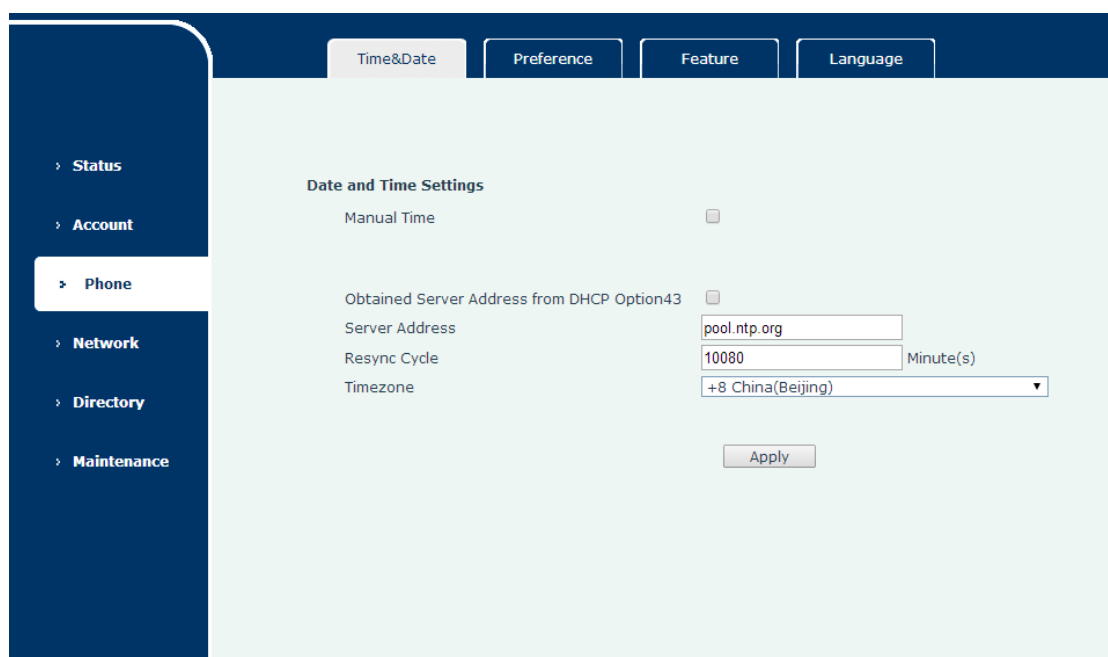 Time&Date
Preference
Feature
Language
Status
Account
Phone
Network
Directory
Maintenance
Date and Time Settings
Manual Time
Obtained Server Address from DHCP Option43
Server Address pool.ntp.org
Resync Cycle 10080 Minute(s)
Timezone +8 China(Beijing)
Apply